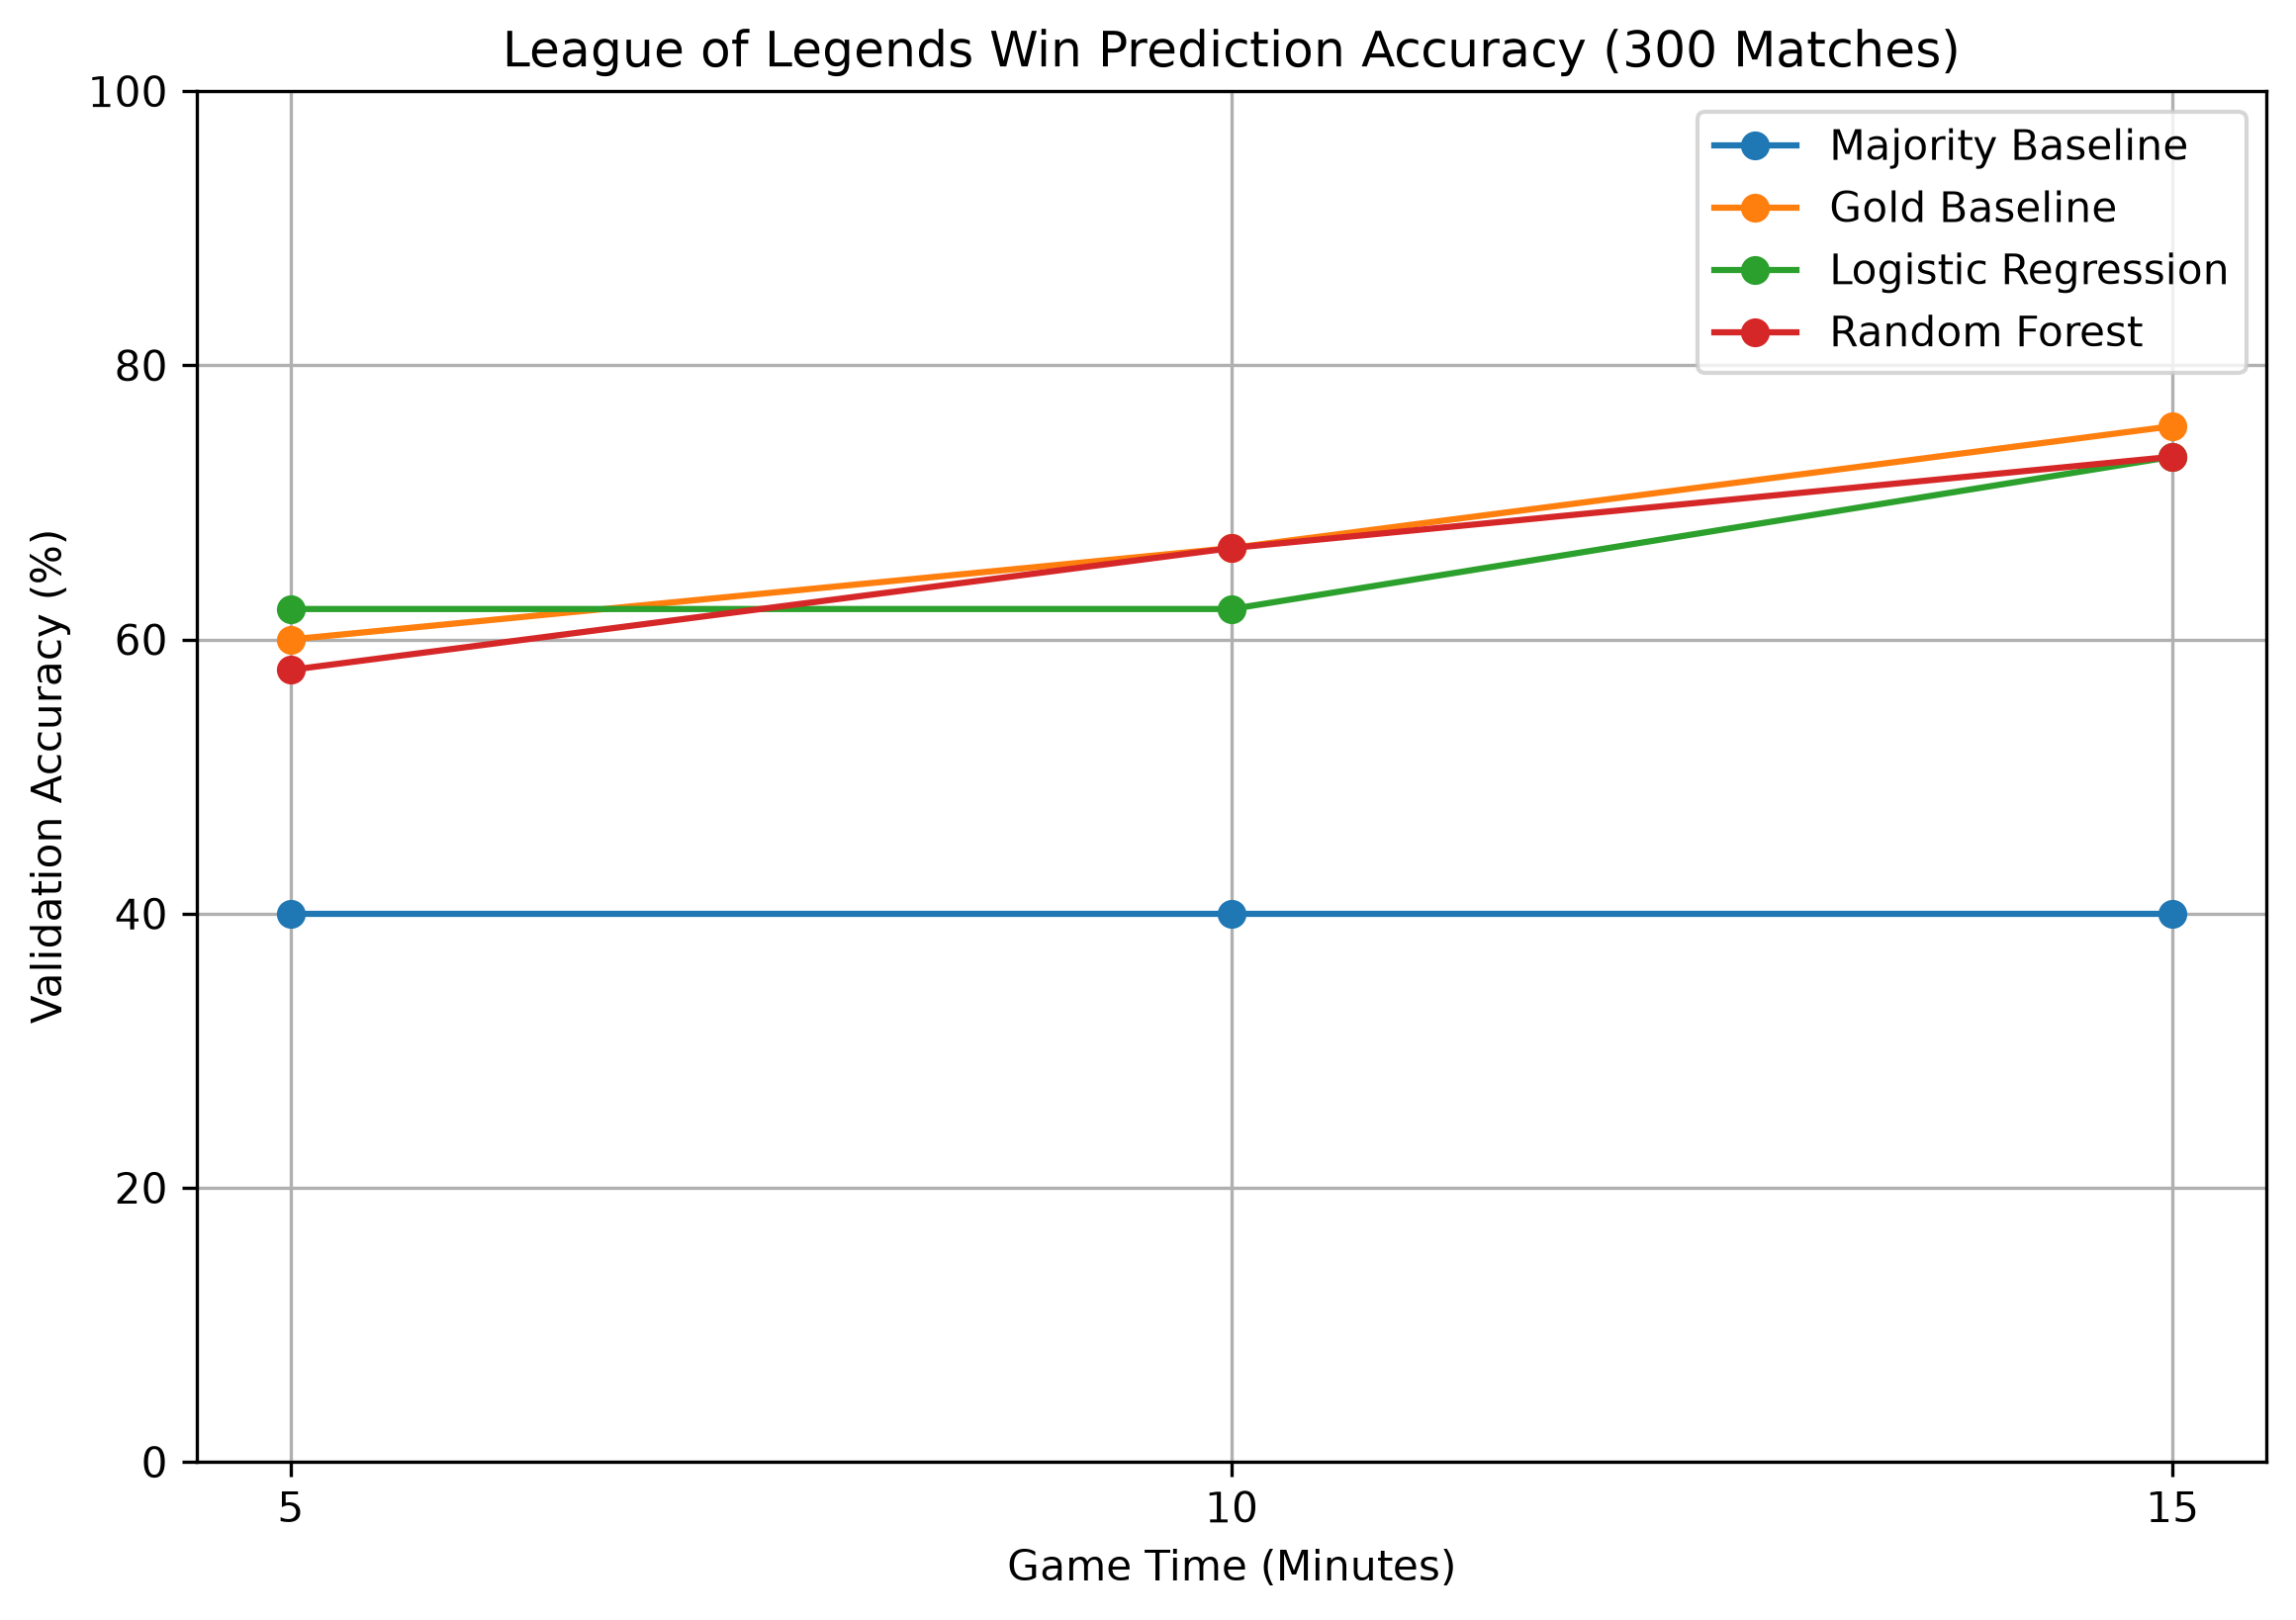 League of Legends Win Prediction Accuracy (300 Matches)
100
80
60
40
20
0
Validation Accuracy (%)
Majority Baseline
Gold Baseline
Logistic Regression
Random Forest
5
10
15
Game Time (Minutes)